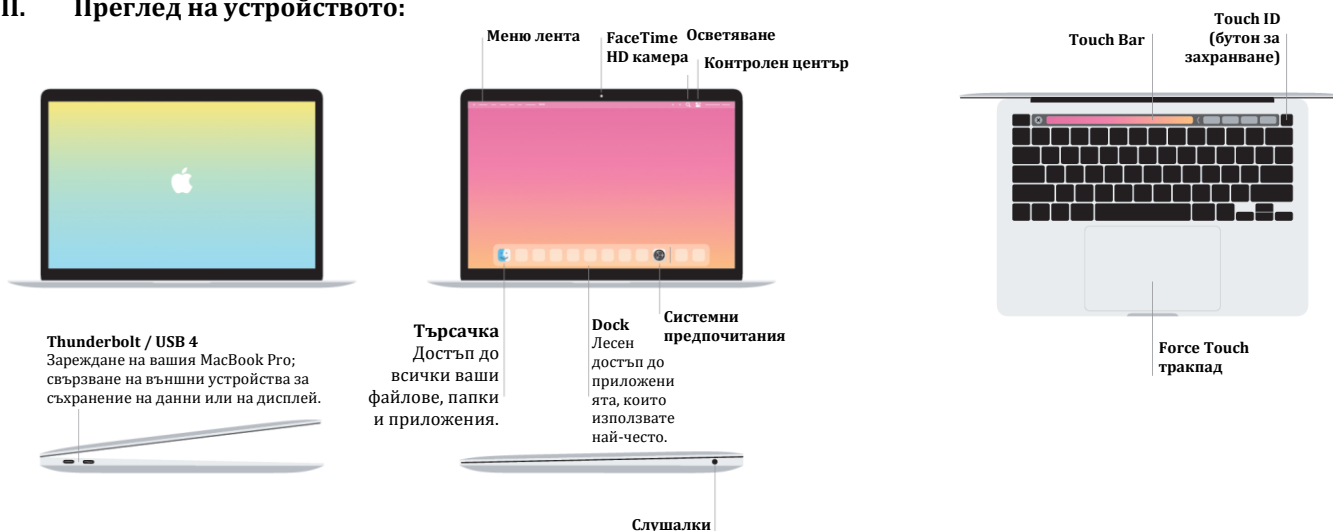 II. Преглед на устройството:
Меню лента
FaceTime
HD камера
Осветяване
Контролен център
Touch Bar
Touch ID
(бутон за
захранване)
Thunderbolt / USB 4
Зареждане на вашия MacBook Pro;
свързване на външни устройства за
съхранение на данни или на дисплей.
Търсачка
Достъп до
всички ваши
файлове, папки
и приложения.
Dock
Лесен
достъп до
приложени
ята, които
използвате
най-често.
Системни
предпочитания
Force Touch
тракпад
Слушалки